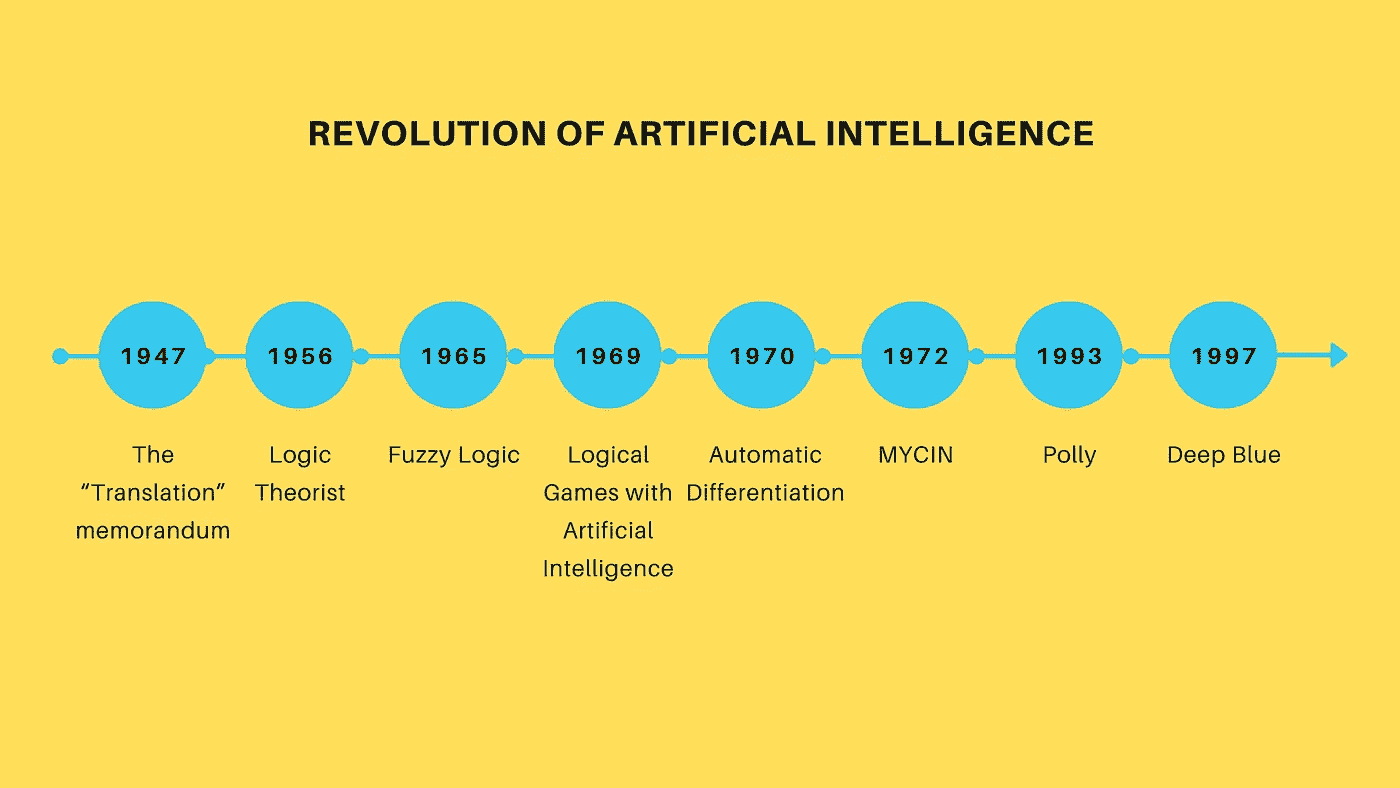 REVOLUTION OF ARTIFICIAL INTELLIGENCE
1947
1956
1965
1969
1970
1972
1993
1997
The
“Translation”
memorandum
Logic
Theorist
Fuzzy Logic
Logical
Games with
Artificial
Intelligence
Automatic
Differentiation
MYCIN
Polly
Deep Blue